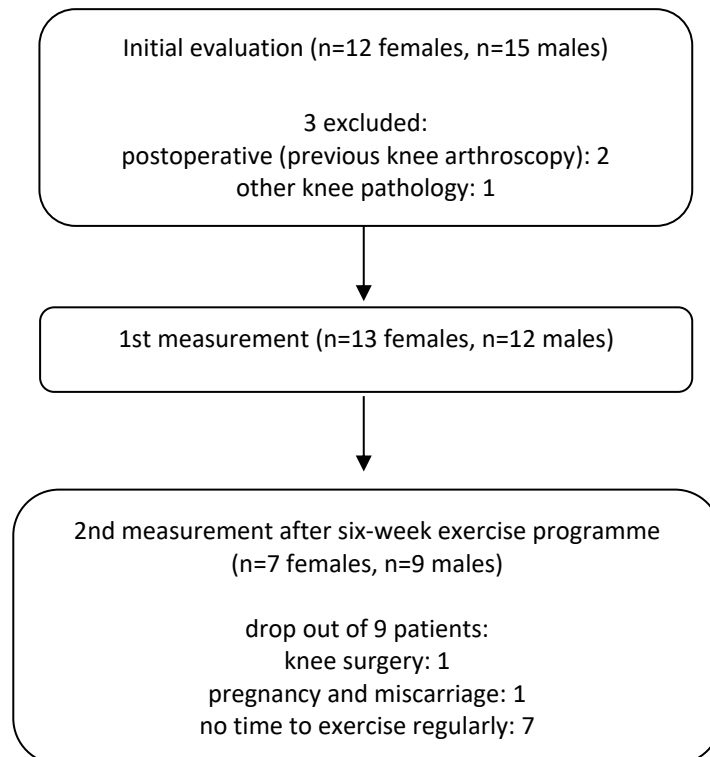 Initial evaluation (n=12 females, n=15 males)
3 excluded:
postoperative (previous knee arthroscopy): 2
other knee pathology: 1
1st measurement (n=13 females, n=12 males)
2nd measurement after six-week exercise programme
(n=7 females, n=9 males)
drop out of 9 patients:
knee surgery: 1
pregnancy and miscarriage: 1
no time to exercise regularly: 7